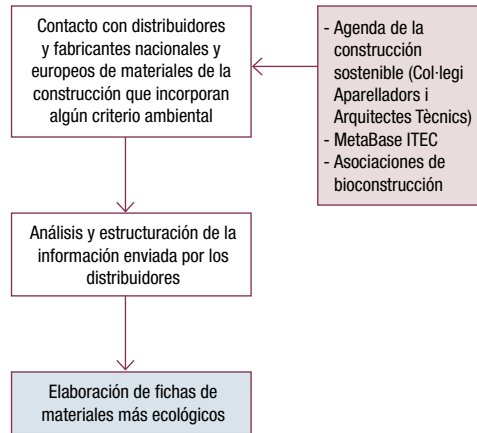 Contacto con distribuidores
y fabricantes nacionales y
europeos de materiales de la
construcción que incorporan
algún criterio ambiental
- Agenda de la
construcción
sostenible (Col·legi
Aparelladors i
Arquitectes Tècnics)
- MetaBase ITEC
- Asociaciones de
bioconstrucción
Análisis y estructuración de la
información enviada por los
distribuidores
Elaboración de fichas de
materiales más ecológicos